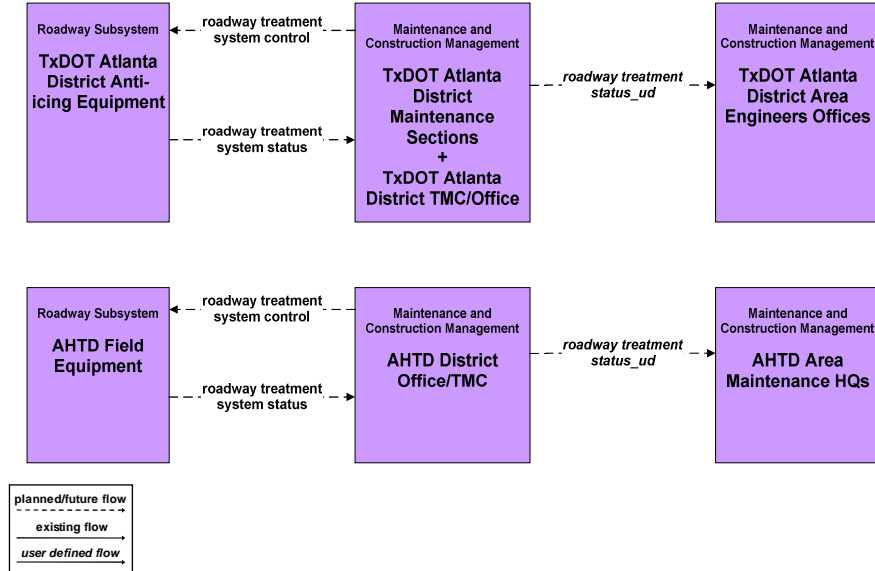 Roadway Subsystem
TxDOT Atlanta
District Anti-
icing Equipment
roadway treatment
system control
roadway treatment
system status
Maintenance and
Construction Management
TxDOT Atlanta
District
Maintenance
Sections
+
TxDOT Atlanta
District TMC/Office
roadway treatment
status_ud
Maintenance and
Construction Management
TxDOT Atlanta
District Area
Engineers Offices
Roadway Subsystem
AHTD Field
Equipment
roadway treatment
system control
roadway treatment
system status
Maintenance and
Construction Management
AHTD District
Office/TMC
roadway treatment
status_ud
Maintenance and
Construction Management
AHTD Area
Maintenance HQs
planned/future flow
existing flow
user defined flow